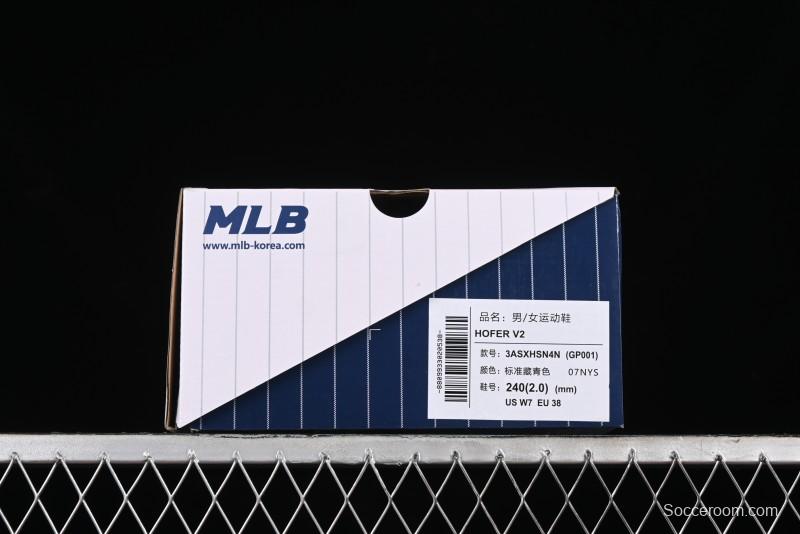 MLB
www.mlb-korea.com
品名：男/女运动鞋
HOFER V2
款号：3ASXHSN4N (GP001)
颜色：标准藏青色 07NYS
鞋号：240(2.0) (mm)
US W7 EU 38
Socceroom.com